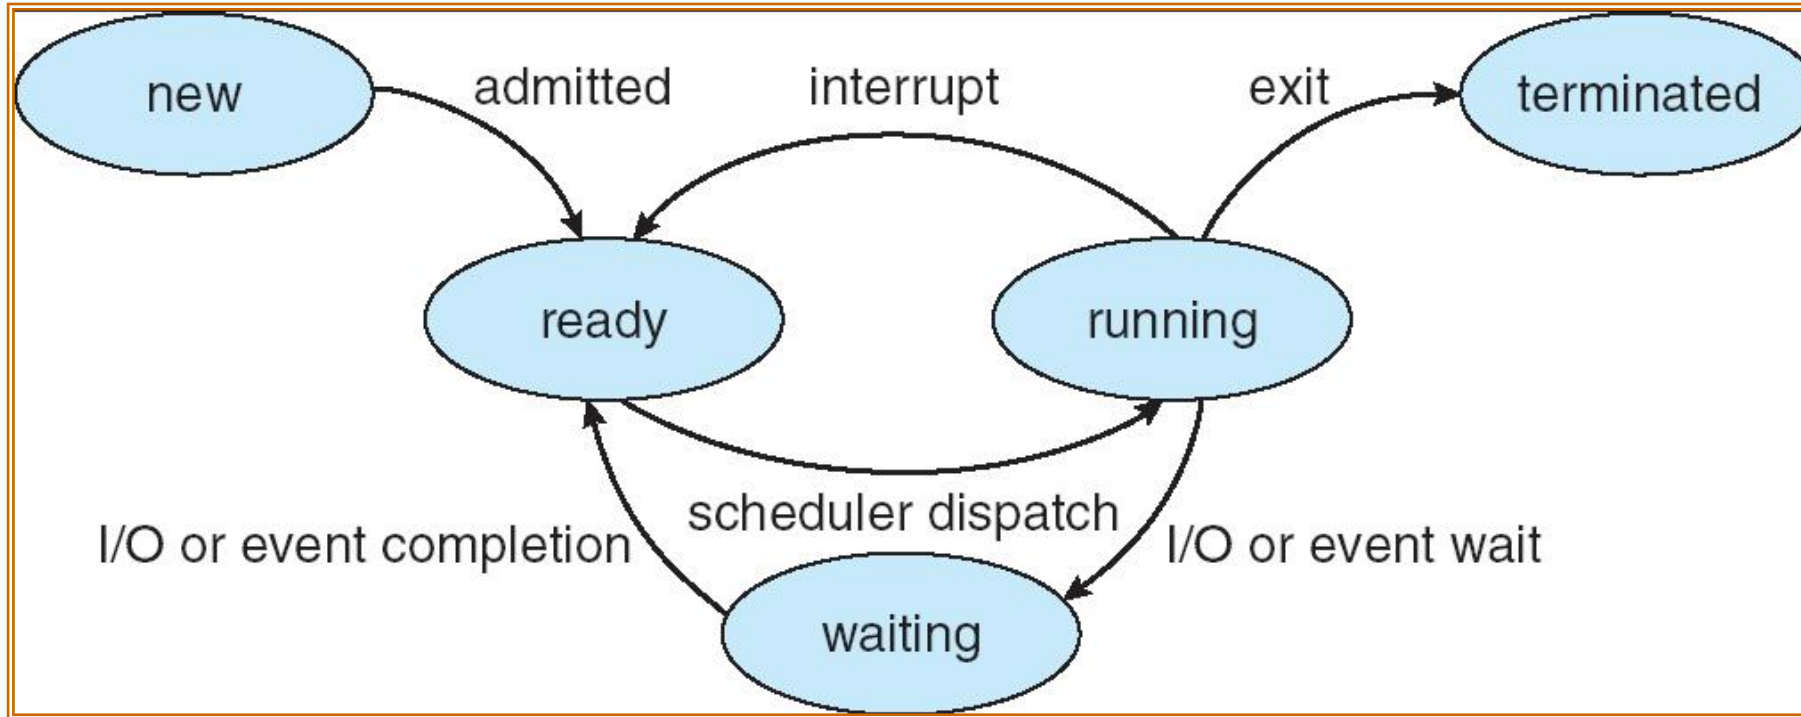 new
admitted
interrupt
exit
terminated
ready
running
scheduler dispatch
I/O or event completion
I/O or event wait
waiting